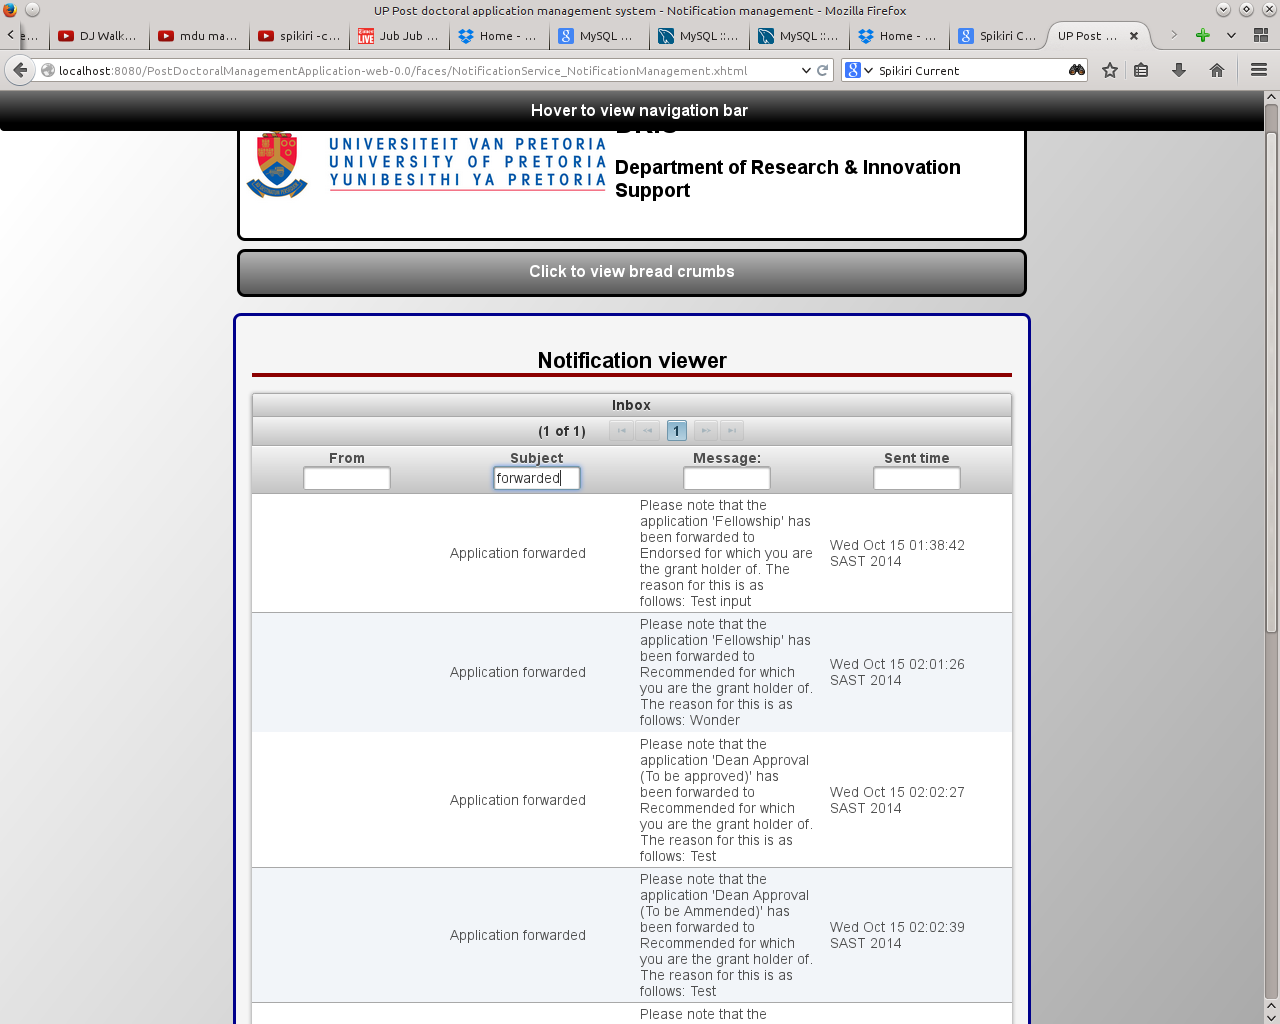 UP Post doctoral application management system - Notification management - Mozilla Firefox
DJ Walk...
mdu ma...
spikiri -c...
Jub Jub ...
Home - ...
MySQL ...
MySQL ::...
MySQL ::...
Home - ...
Spikiri C...
UP Post ...
localhost:8080/PostDoctoralManagementApplication-web-0.0/faces/NotificationService_NotificationManagement.xhtml
Spikiri Current
Hover to view navigation bar
UNIVERSITEIT VAN PRETORIA
UNIVERSITY OF PRETORIA
YUNIBESITHI YA PRETORIA
Department of Research & Innovation
Support
Click to view bread crumbs
Notification viewer
Inbox
(1 of 1) 1
From Subject Message: Sent time
forwarded
Application forwarded
Please note that the
application 'Fellowship' has
been forwarded to
Endorsed for which you are
the grant holder of. The
reason for this is as
follows: Test input
Wed Oct 15 01:38:42
SAST 2014
Application forwarded
Please note that the
application 'Fellowship' has
been forwarded to
Recommended for which
you are the grant holder of.
The reason for this is as
follows: Wonder
Wed Oct 15 02:01:26
SAST 2014
Application forwarded
Please note that the
application 'Dean Approval
(To be approved)' has
been forwarded to
Recommended for which
you are the grant holder of.
The reason for this is as
follows: Test
Wed Oct 15 02:02:27
SAST 2014
Application forwarded
Please note that the
application 'Dean Approval
(To be Ammended)' has
been forwarded to
Recommended for which
you are the grant holder of.
The reason for this is as
follows: Test
Wed Oct 15 02:02:39
SAST 2014
Please note that the